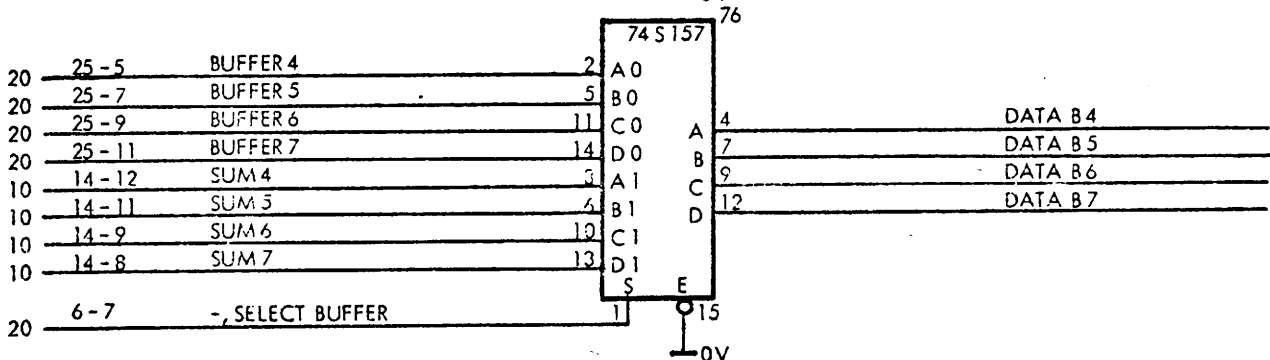 76
74 S 157
20 25-5 BUFFER 4 2 A0
20 25-7 BUFFER 5 5 B0
20 25-9 BUFFER 6 11 C0
20 25-11 BUFFER 7 14 D0
10 14-12 SUM 4 3 A1
10 14-11 SUM 5 6 B1
10 14-9 SUM 6 10 C1
10 14-8 SUM 7 13 D1
A 4 DATA B4
B 7 DATA B5
C 9 DATA B6
D 12 DATA B7
S E
20 6-7 -, SELECT BUFFER 1 15
0V